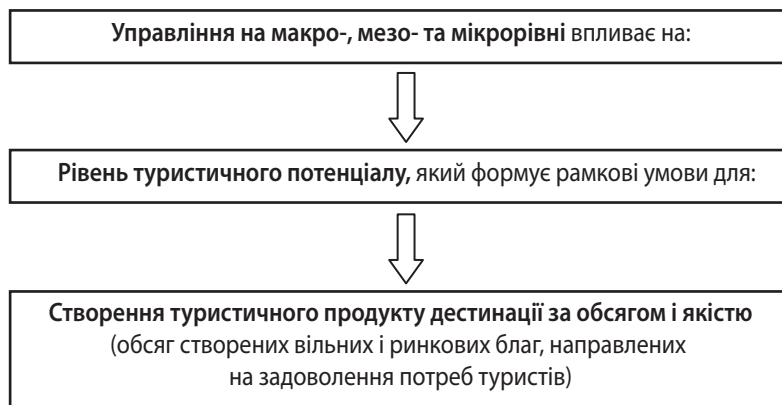 Управління на макро-, мезо- та мікрорівні впливає на:
Рівень туристичного потенціалу, який формує рамкові умови для:
Створення туристичного продукту дестинації за обсягом і якістю
(обсяг створених вільних і ринкових благ, направлених
на задоволення потреб туристів)